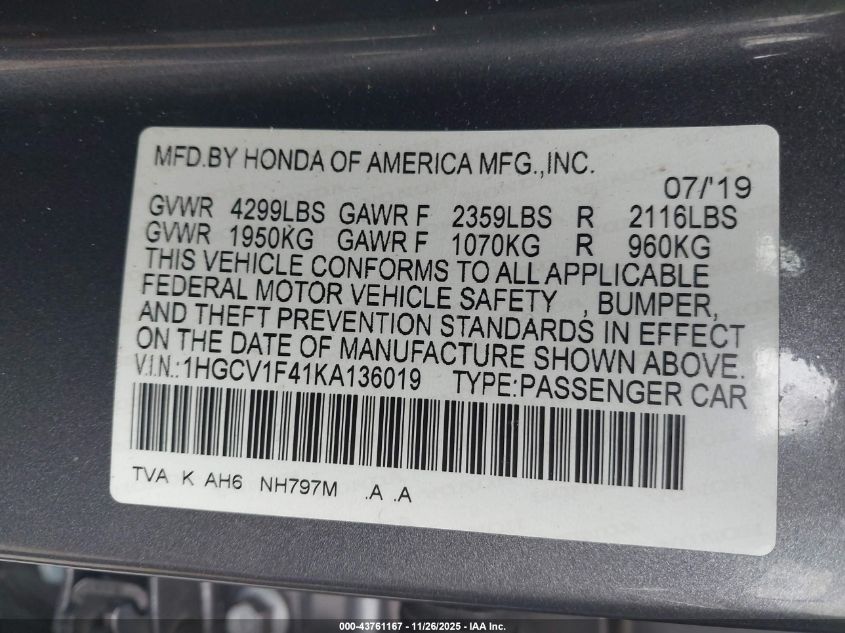 MFD.BY HONDA OF AMERICA MFG.,INC.
07/'19
GVWR 4299LBS GAWR F 2359LBS R 2116LBS
GVWR 1950KG GAWR F 1070KG R 960KG
THIS VEHICLE CONFORMS TO ALL APPLICABLE
FEDERAL MOTOR VEHICLE SAFETY , BUMPER,
AND THEFT PREVENTION STANDARDS IN EFFECT
ON THE DATE OF MANUFACTURE SHOWN ABOVE.
V.I.N.:1HGCV1F41KA136019 TYPE:PASSENGER CAR
TVA K AH6 NH797M .A .A
000-43761167 - 11/26/2025 - IAA Inc.